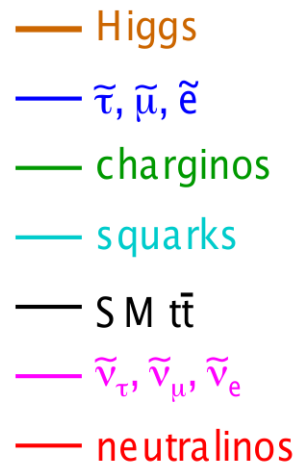 Higgs
τ̃, μ̃, ẽ
charginos
squarks
SM tt̄
ν̃τ, ν̃μ, ν̃e
neutralinos